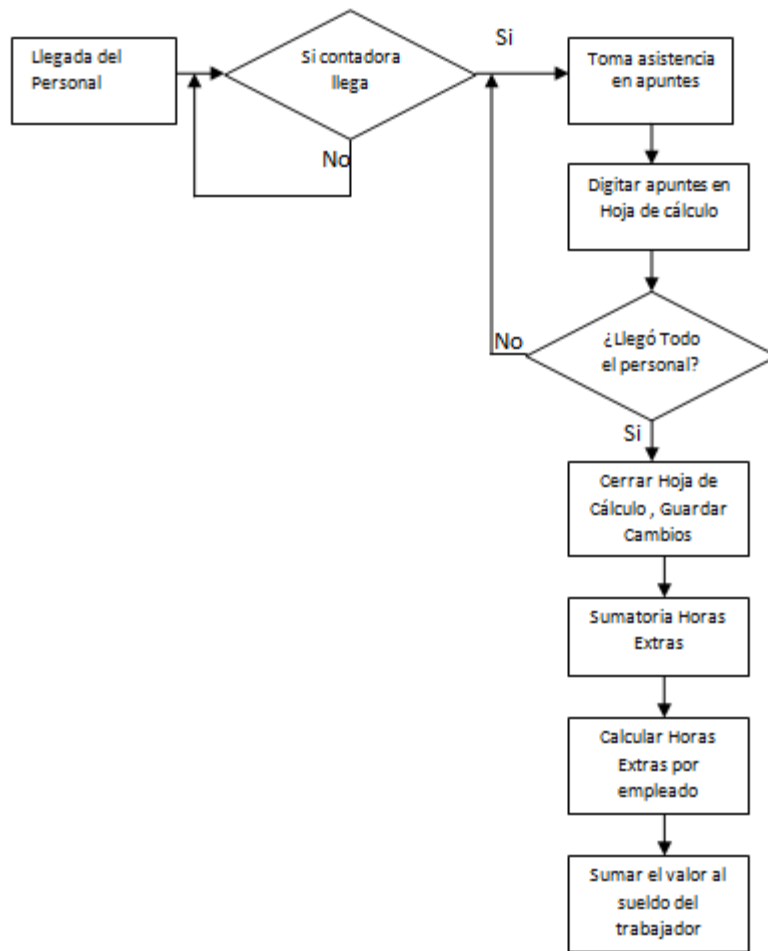 Llegada del
Personal
Si contadora
llega
Si
No
Toma asistencia
en apuntes
Digitar apuntes en
Hoja de cálculo
¿Llegó Todo
el personal?
No
Si
Cerrar Hoja de
Cálculo , Guardar
Cambios
Sumatoria Horas
Extras
Calcular Horas
Extras por
empleado
Sumar el valor al
sueldo del
trabajador